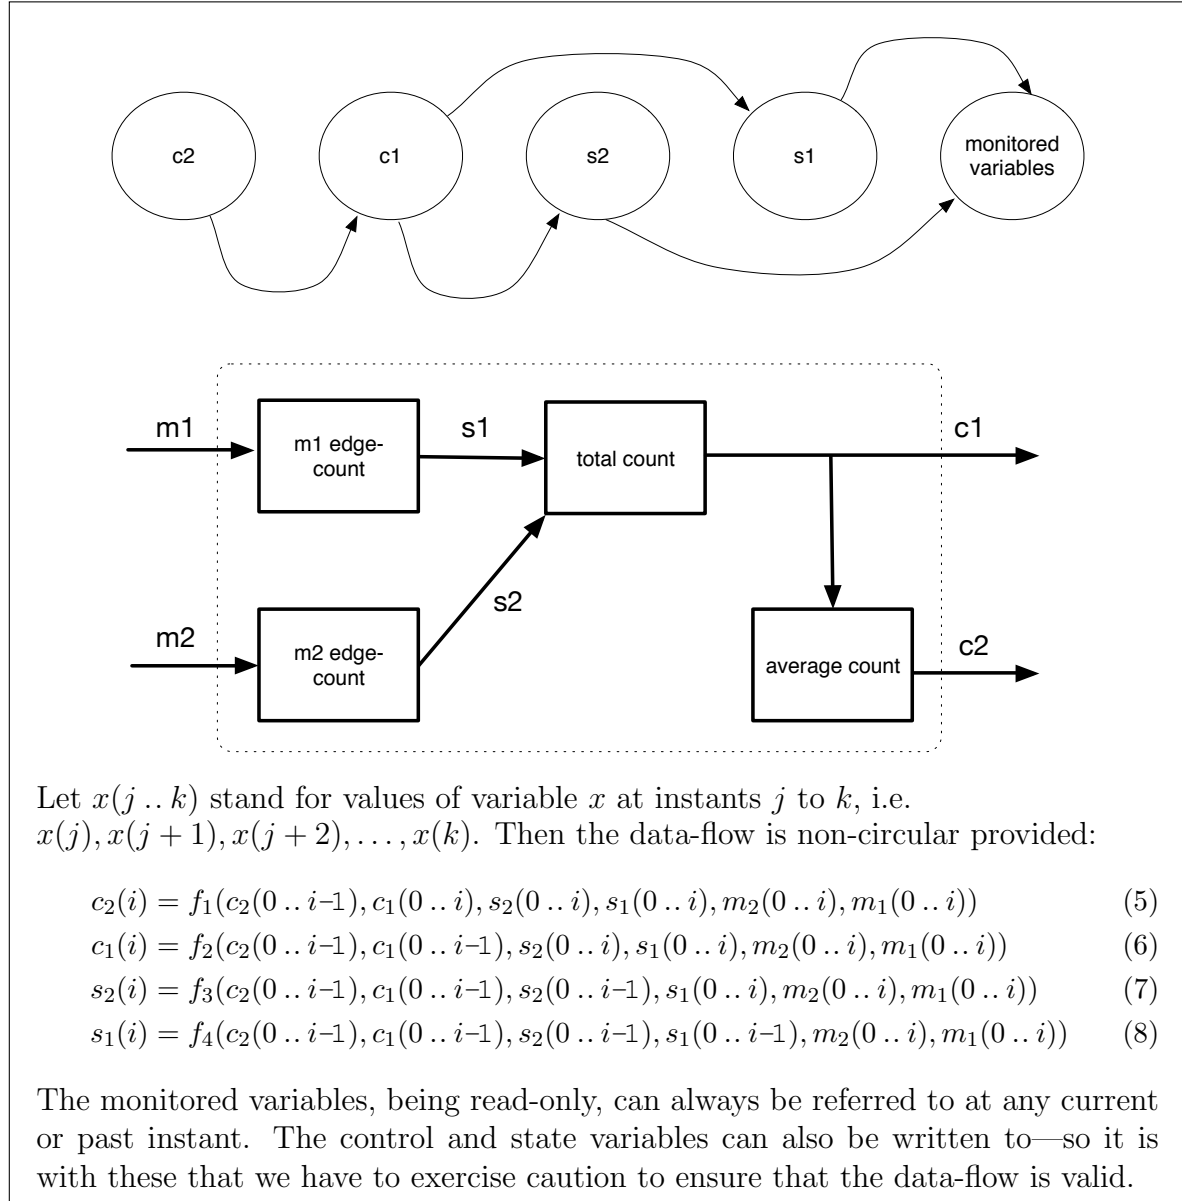 c2
c1
s2
s1
monitored
variables
m1
m1 edge-
count
s1
total count
c1
m2
m2 edge-
count
s2
average count
c2
Let x(j .. k) stand for values of variable x at instants j to k, i.e.
x(j), x(j + 1), x(j + 2), . . . , x(k). Then the data-flow is non-circular provided:
c₂(i) = f₁(c₂(0 .. i-1), c₁(0 .. i), s₂(0 .. i), s₁(0 .. i), m₂(0 .. i), m₁(0 .. i)) (5)
c₁(i) = f₂(c₂(0 .. i-1), c₁(0 .. i-1), s₂(0 .. i), s₁(0 .. i), m₂(0 .. i), m₁(0 .. i)) (6)
s₂(i) = f₃(c₂(0 .. i-1), c₁(0 .. i-1), s₂(0 .. i-1), s₁(0 .. i), m₂(0 .. i), m₁(0 .. i)) (7)
s₁(i) = f₄(c₂(0 .. i-1), c₁(0 .. i-1), s₂(0 .. i-1), s₁(0 .. i-1), m₂(0 .. i), m₁(0 .. i)) (8)
The monitored variables, being read-only, can always be referred to at any current
or past instant. The control and state variables can also be written to—so it is
with these that we have to exercise caution to ensure that the data-flow is valid.